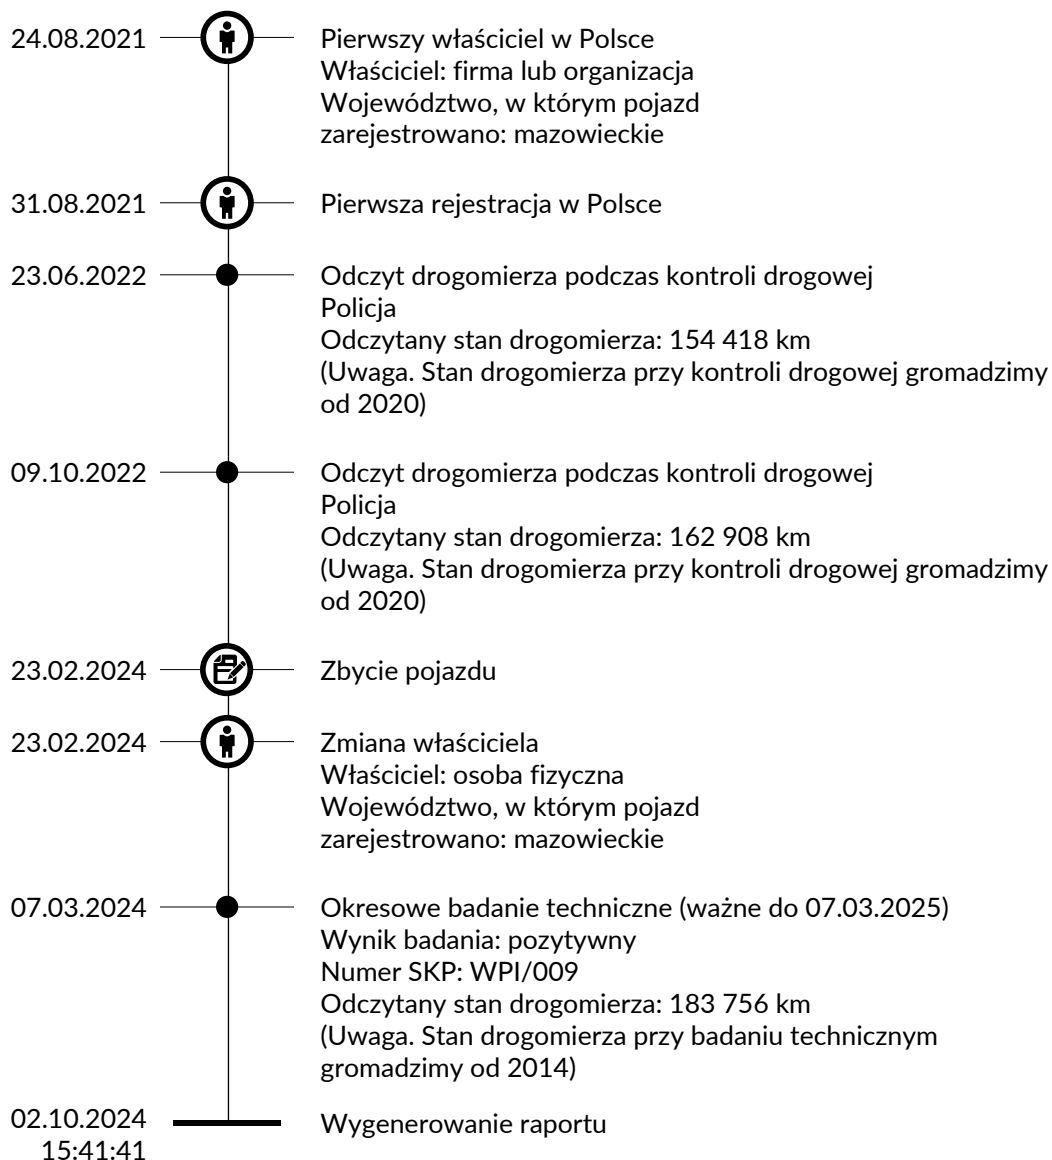 24.08.2021
Pierwszy właściciel w Polsce
Właściciel: firma lub organizacja
Województwo, w którym pojazd
zarejestrowano: mazowieckie
31.08.2021
Pierwsza rejestracja w Polsce
23.06.2022
Odczyt drogomierza podczas kontroli drogowej
Policja
Odczytany stan drogomierza: 154 418 km
(Uwaga. Stan drogomierza przy kontroli drogowej gromadzimy
od 2020)
09.10.2022
Odczyt drogomierza podczas kontroli drogowej
Policja
Odczytany stan drogomierza: 162 908 km
(Uwaga. Stan drogomierza przy kontroli drogowej gromadzimy
od 2020)
23.02.2024
Zbycie pojazdu
23.02.2024
Zmiana właściciela
Właściciel: osoba fizyczna
Województwo, w którym pojazd
zarejestrowano: mazowieckie
07.03.2024
Okresowe badanie techniczne (ważne do 07.03.2025)
Wynik badania: pozytywny
Numer SKP: WPI/009
Odczytany stan drogomierza: 183 756 km
(Uwaga. Stan drogomierza przy badaniu technicznym
gromadzimy od 2014)
02.10.2024
15:41:41
Wygenerowanie raportu